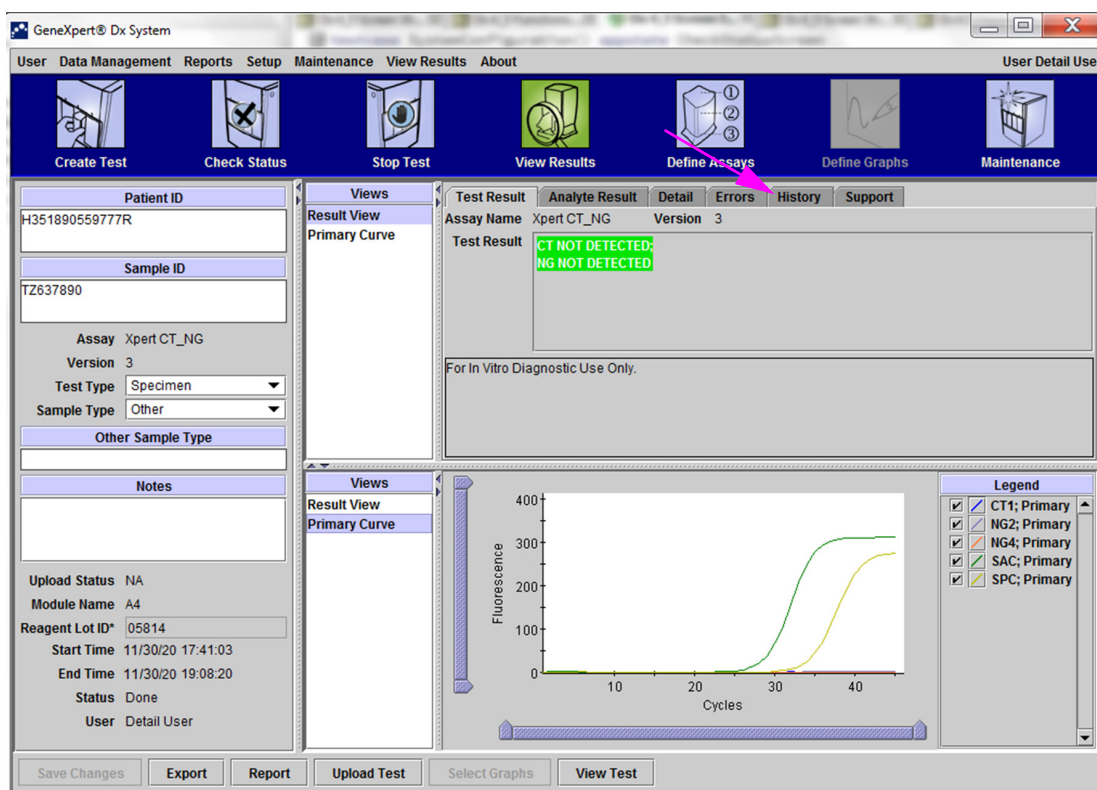 GeneXpert® Dx System
User Data Management Reports Setup Maintenance View Results About User Detail Use
Create Test Check Status Stop Test View Results Define Assays Define Graphs Maintenance
1
2
3
Patient ID
H351890559777R
Sample ID
TZ637890
Assay Xpert CT_NG
Version 3
Test Type Specimen
Sample Type Other
Other Sample Type
Notes
Upload Status NA
Module Name A4
Reagent Lot ID* 05814
Start Time 11/30/20 17:41:03
End Time 11/30/20 19:08:20
Status Done
User Detail User
Views
Result View
Primary Curve
Test Result Analyte Result Detail Errors History Support
Assay Name Xpert CT_NG Version 3
Test Result CT NOT DETECTED;
NG NOT DETECTED
For In Vitro Diagnostic Use Only.
Views
Result View
Primary Curve
Fluorescence
400
300
200
100
0
10 20 30 40
Cycles
Legend
CT1; Primary
NG2; Primary
NG4; Primary
SAC; Primary
SPC; Primary
Save Changes Export Report Upload Test Select Graphs View Test